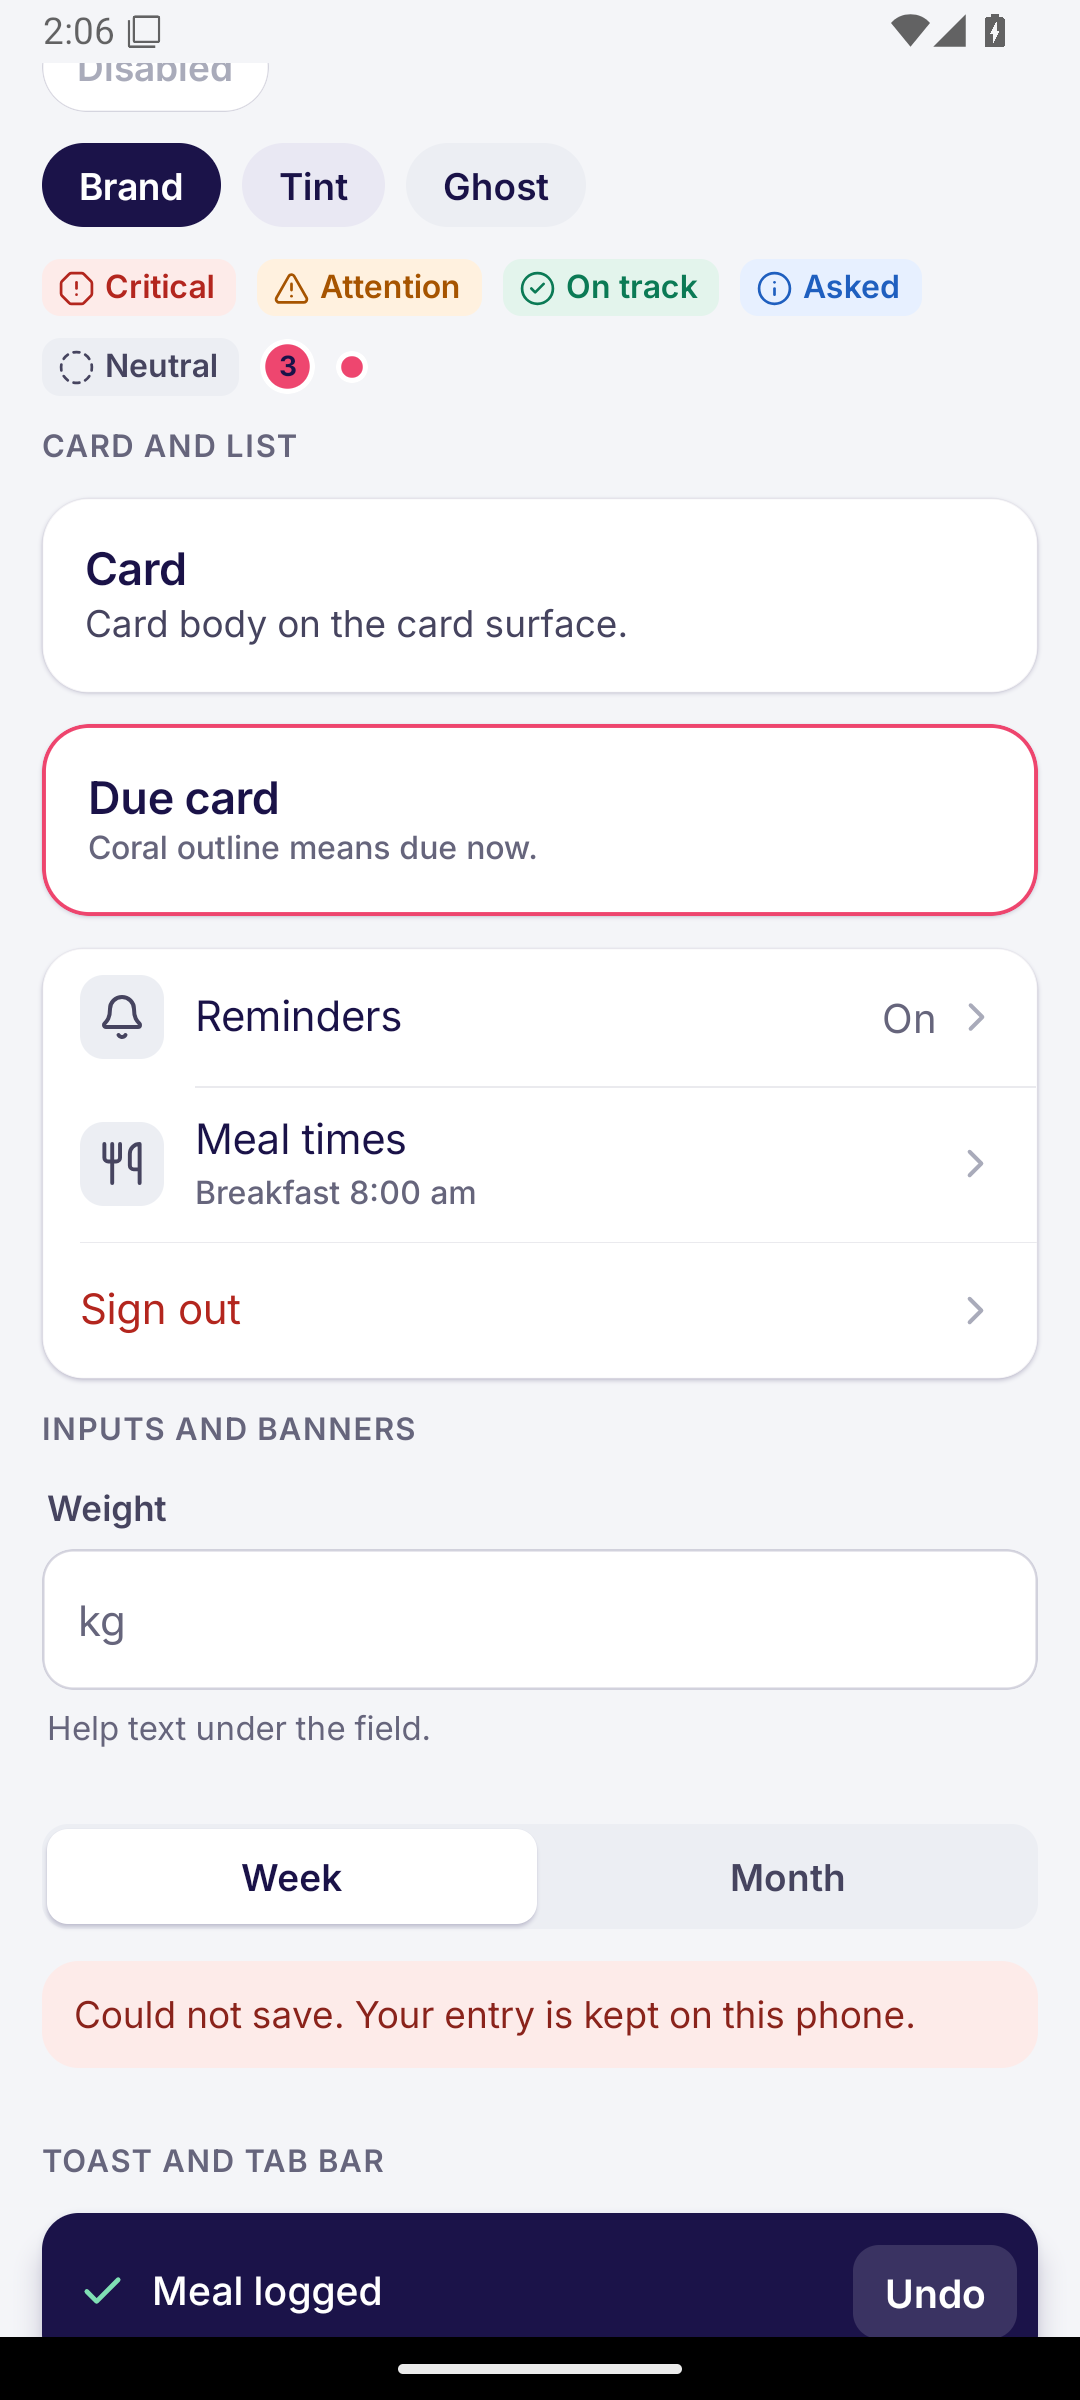 2:06
Disabled
Brand Tint Ghost
Critical Attention On track Asked
Neutral 3
CARD AND LIST
Card
Card body on the card surface.
Due card
Coral outline means due now.
Reminders On
Meal times
Breakfast 8:00 am
Sign out
INPUTS AND BANNERS
Weight
kg
Help text under the field.
Week Month
Could not save. Your entry is kept on this phone.
TOAST AND TAB BAR
Meal logged Undo